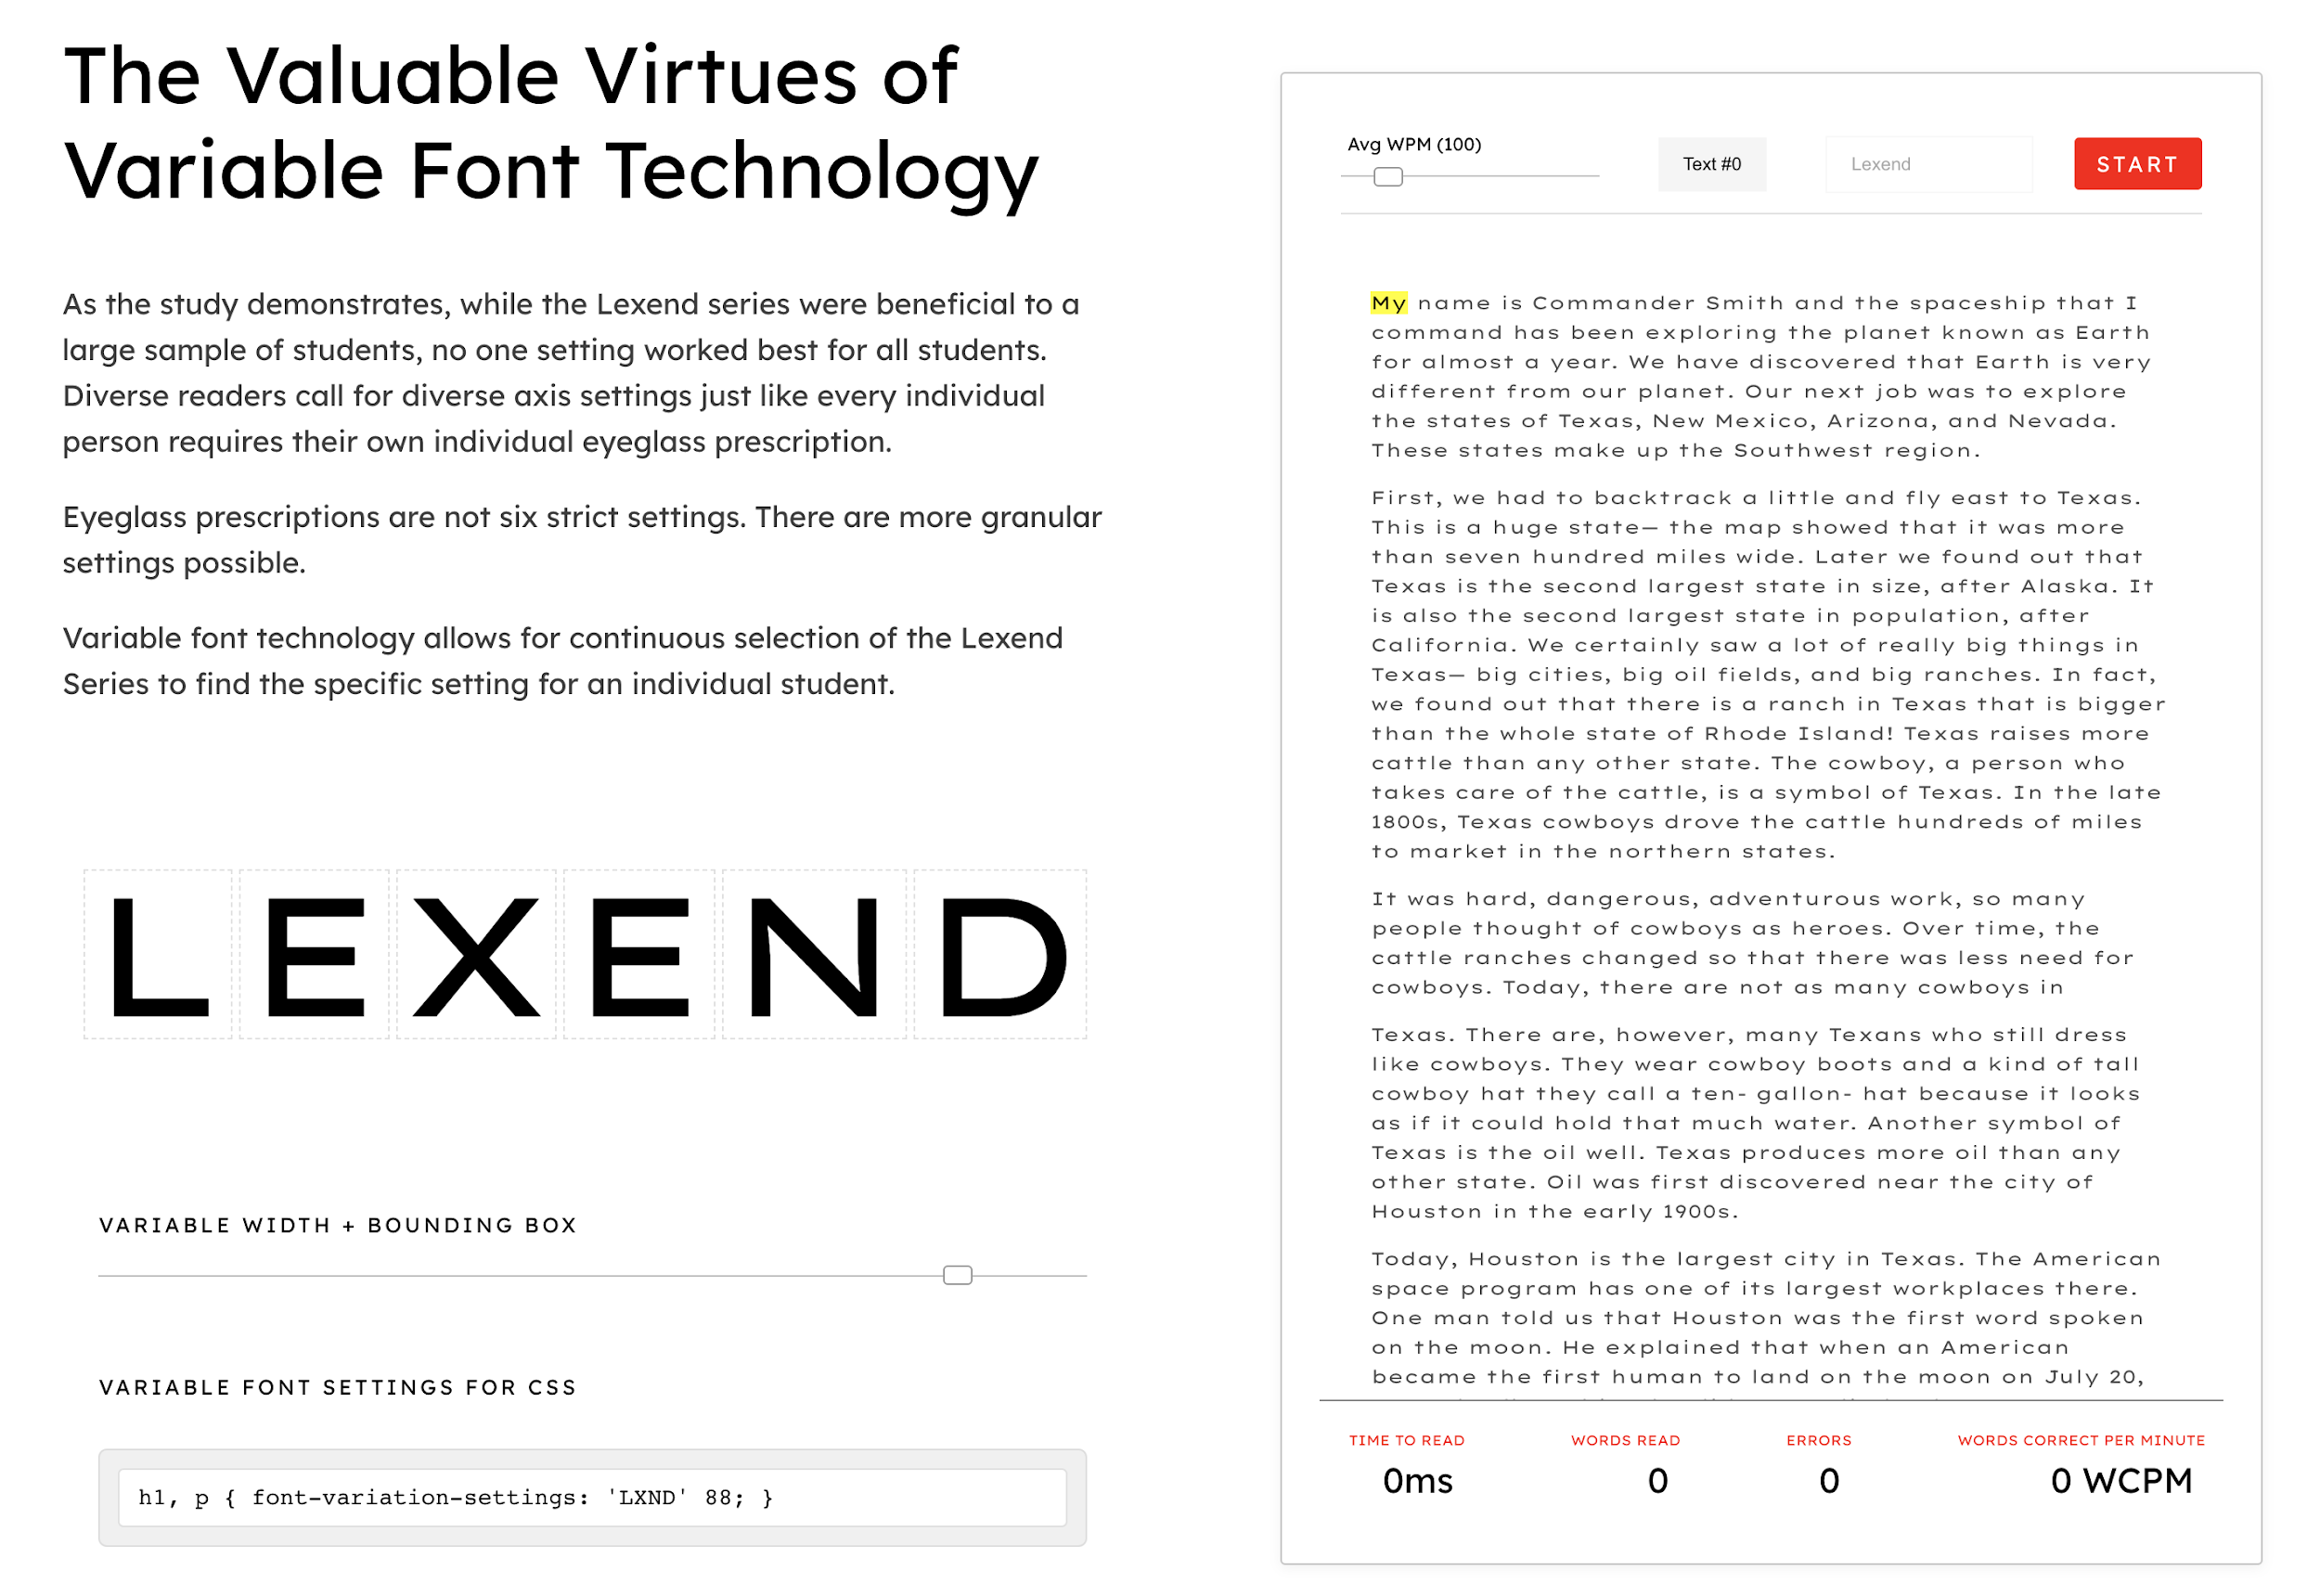 The Valuable Virtues of
Variable Font Technology
As the study demonstrates, while the Lexend series were beneficial to a
large sample of students, no one setting worked best for all students.
Diverse readers call for diverse axis settings just like every individual
person requires their own individual eyeglass prescription.
Eyeglass prescriptions are not six strict settings. There are more granular
settings possible.
Variable font technology allows for continuous selection of the Lexend
Series to find the specific setting for an individual student.
LEXEND
VARIABLE WIDTH + BOUNDING BOX
VARIABLE FONT SETTINGS FOR CSS
h1, p { font-variation-settings: 'LXND' 88; }
Avg WPM (100)
Text #0
Lexend
START
My name is Commander Smith and the spaceship that I
command has been exploring the planet known as Earth
for almost a year. We have discovered that Earth is very
different from our planet. Our next job was to explore
the states of Texas, New Mexico, Arizona, and Nevada.
These states make up the Southwest region.
First, we had to backtrack a little and fly east to Texas.
This is a huge state— the map showed that it was more
than seven hundred miles wide. Later we found out that
Texas is the second largest state in size, after Alaska. It
is also the second largest state in population, after
California. We certainly saw a lot of really big things in
Texas— big cities, big oil fields, and big ranches. In fact,
we found out that there is a ranch in Texas that is bigger
than the whole state of Rhode Island! Texas raises more
cattle than any other state. The cowboy, a person who
takes care of the cattle, is a symbol of Texas. In the late
1800s, Texas cowboys drove the cattle hundreds of miles
to market in the northern states.
It was hard, dangerous, adventurous work, so many
people thought of cowboys as heroes. Over time, the
cattle ranches changed so that there was less need for
cowboys. Today, there are not as many cowboys in
Texas. There are, however, many Texans who still dress
like cowboys. They wear cowboy boots and a kind of tall
cowboy hat they call a ten- gallon- hat because it looks
as if it could hold that much water. Another symbol of
Texas is the oil well. Texas produces more oil than any
other state. Oil was first discovered near the city of
Houston in the early 1900s.
Today, Houston is the largest city in Texas. The American
space program has one of its largest workplaces there.
One man told us that Houston was the first word spoken
on the moon. He explained that when an American
became the first human to land on the moon on July 20,
TIME TO READ
0ms
WORDS READ
0
ERRORS
0
WORDS CORRECT PER MINUTE
0 WCPM